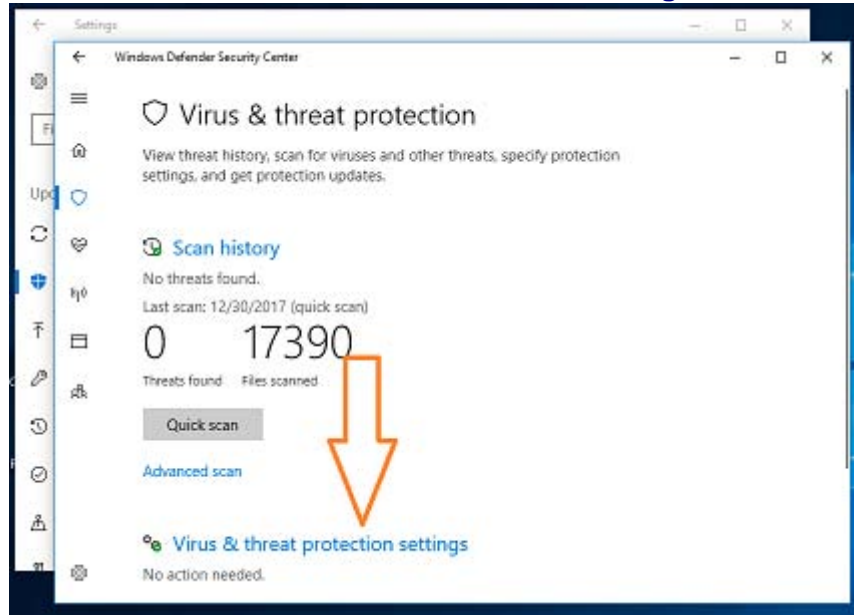 Settings
Windows Defender Security Center
Virus & threat protection
View threat history, scan for viruses and other threats, specify protection
settings, and get protection updates.
Scan history
No threats found.
Last scan: 12/30/2017 (quick scan)
0 17390
Threats found Files scanned
Quick scan
Advanced scan
Virus & threat protection settings
No action needed.